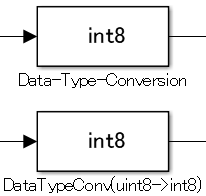 int8
Data-Type-Conversion
int8
DataTypeConv(uint8->int8)